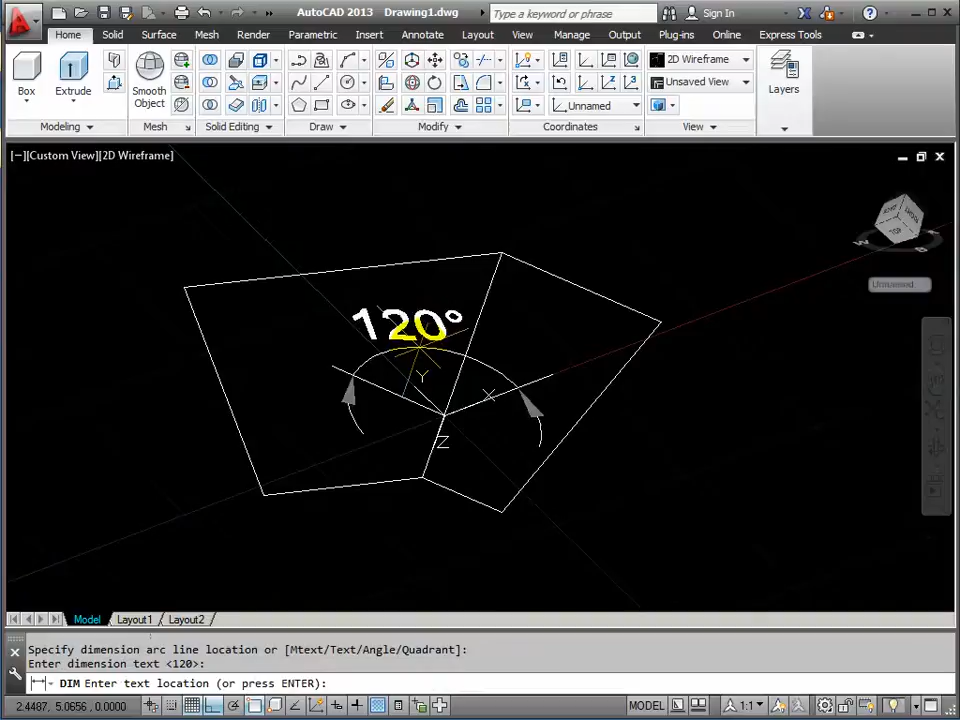 AutoCAD 2013 Drawing1.dwg
Type a keyword or phrase
Sign In
Home Solid Surface Mesh Render Parametric Insert Annotate Layout View Manage Output Plug-ins Online Express Tools
Box
Extrude
Smooth
Object
2D Wireframe
Unsaved View
Unnamed
Layers
Modeling Mesh Solid Editing Draw Modify Coordinates View
[−][Custom View][2D Wireframe]
Unnamed
120°
Y
X
Z
Model Layout1 Layout2
Specify dimension arc line location or [Mtext/Text/Angle/Quadrant]:
Enter dimension text <120>:
DIM Enter text location (or press ENTER):
2.4487, 5.0656, 0.0000
MODEL
1:1